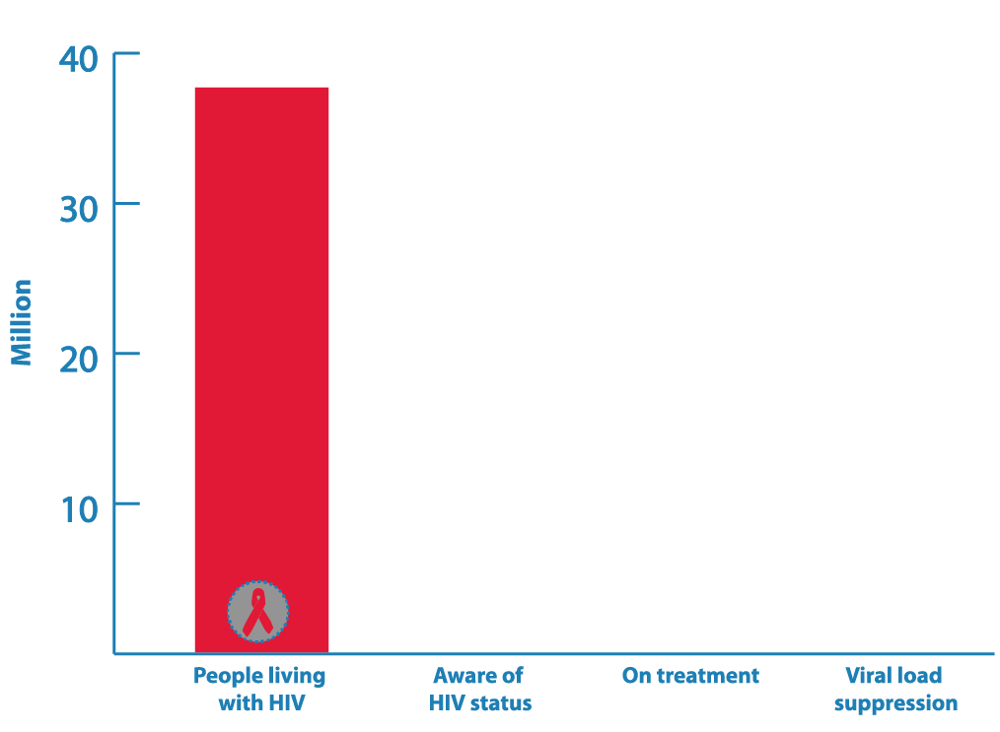 40
30
20
10
Million
People living
with HIV
Aware of
HIV status
On treatment
Viral load
suppression